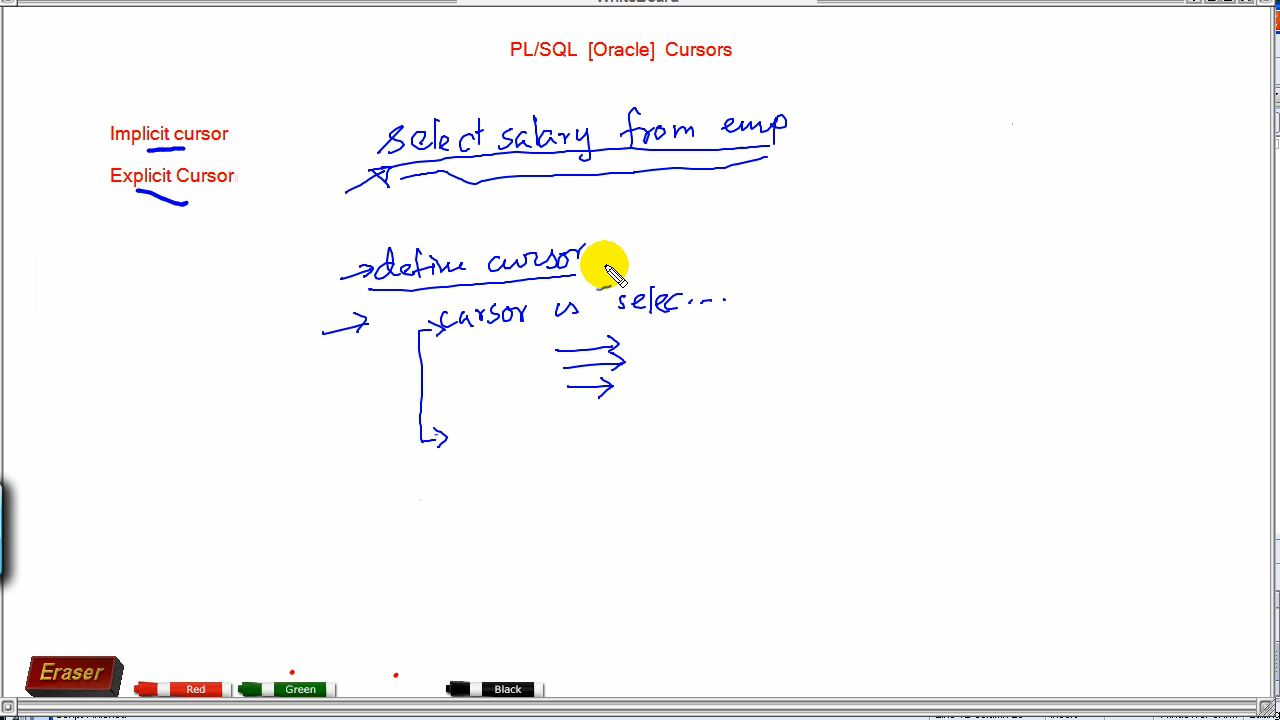 WhiteBoard
PL/SQL [Oracle] Cursors
Implicit cursor
select salary from emp
Explicit Cursor
define cursor
cursor is selec...
Eraser
Red
Green
Black